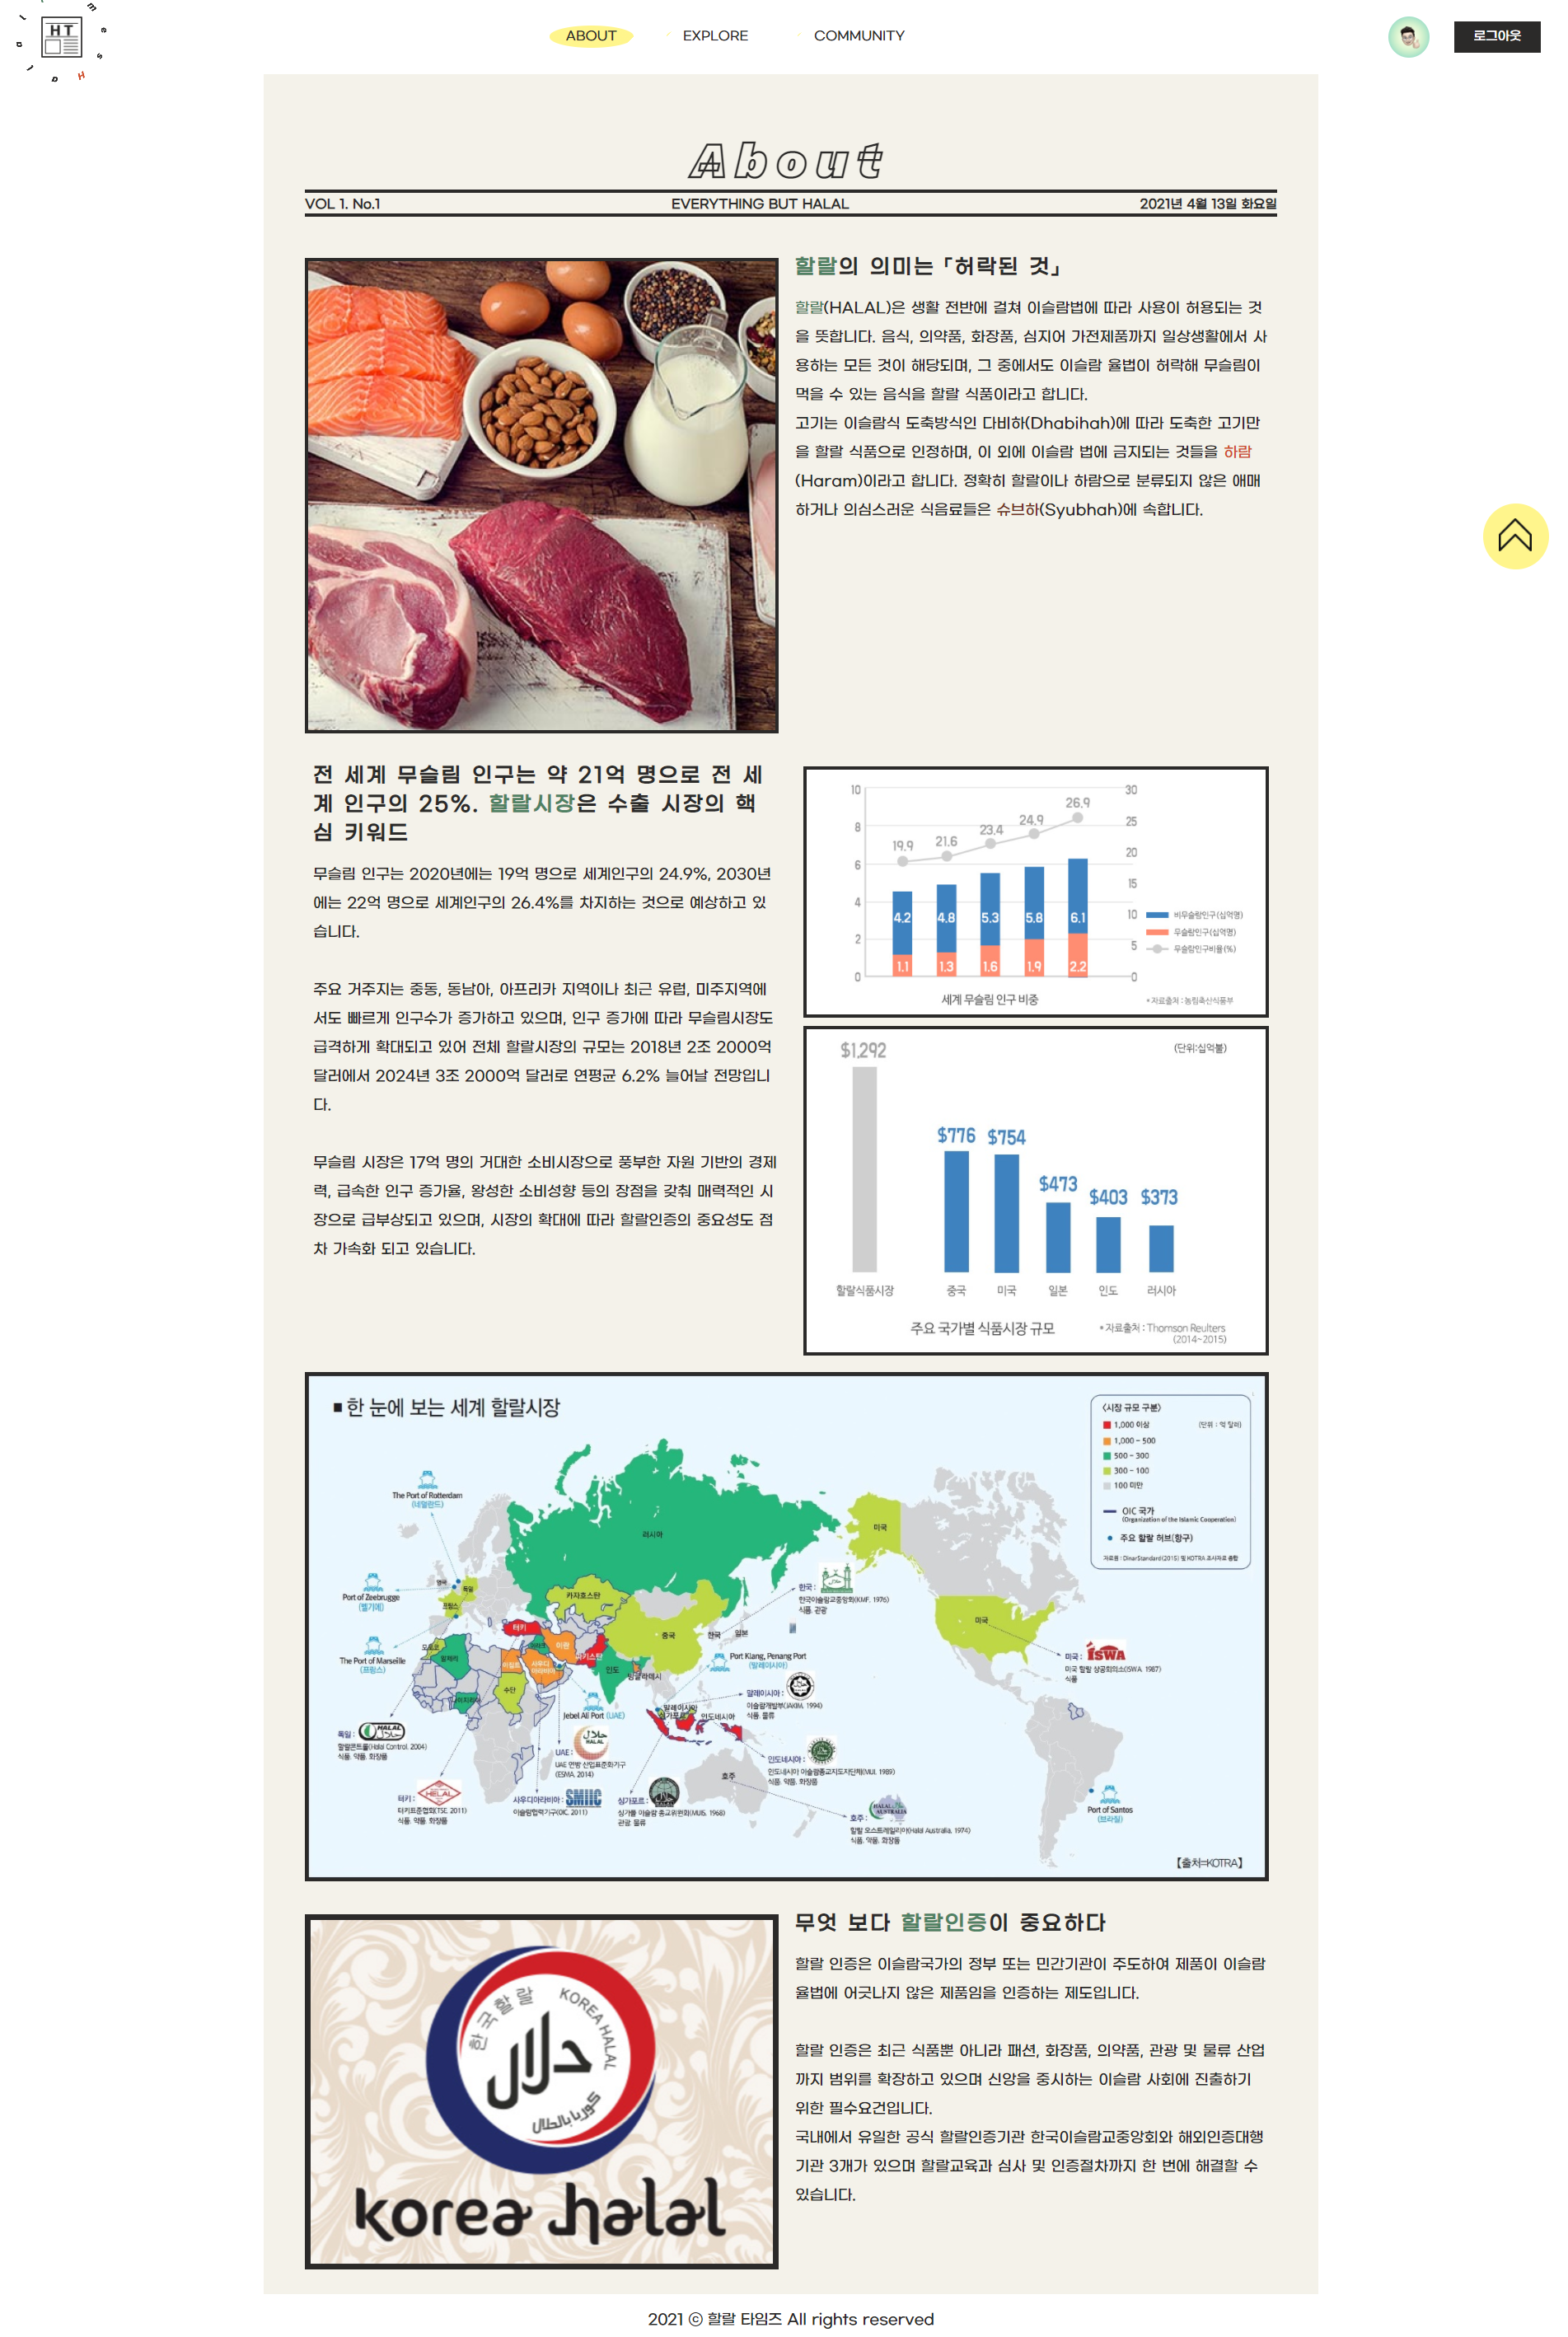 HT
Halal Times
ABOUT
EXPLORE
COMMUNITY
로그아웃
About
VOL 1. No.1
EVERYTHING BUT HALAL
2021년 4월 13일 화요일
할랄의 의미는 「허락된 것」
할랄(HALAL)은 생활 전반에 걸쳐 이슬람법에 따라 사용이 허용되는 것
을 뜻합니다. 음식, 의약품, 화장품, 심지어 가전제품까지 일상생활에서 사
용하는 모든 것이 해당되며, 그 중에서도 이슬람 율법이 허락해 무슬림이
먹을 수 있는 음식을 할랄 식품이라고 합니다.
고기는 이슬람식 도축방식인 다비하(Dhabihah)에 따라 도축한 고기만
을 할랄 식품으로 인정하며, 이 외에 이슬람 법에 금지되는 것들을 하람
(Haram)이라고 합니다. 정확히 할랄이나 하람으로 분류되지 않은 애매
하거나 의심스러운 식음료들은 슈브하(Syubhah)에 속합니다.
전 세계 무슬림 인구는 약 21억 명으로 전 세
계 인구의 25%. 할랄시장은 수출 시장의 핵
심 키워드
무슬림 인구는 2020년에는 19억 명으로 세계인구의 24.9%, 2030년
에는 22억 명으로 세계인구의 26.4%를 차지하는 것으로 예상하고 있
습니다.
주요 거주지는 중동, 동남아, 아프리카 지역이나 최근 유럽, 미주지역에
서도 빠르게 인구수가 증가하고 있으며, 인구 증가에 따라 무슬림시장도
급격하게 확대되고 있어 전체 할랄시장의 규모는 2018년 2조 2000억
달러에서 2024년 3조 2000억 달러로 연평균 6.2% 늘어날 전망입니
다.
무슬림 시장은 17억 명의 거대한 소비시장으로 풍부한 자원 기반의 경제
력, 급속한 인구 증가율, 왕성한 소비성향 등의 장점을 갖춰 매력적인 시
장으로 급부상되고 있으며, 시장의 확대에 따라 할랄인증의 중요성도 점
차 가속화 되고 있습니다.
10
8
6
4
2
0
30
25
20
15
10
5
0
19.9
21.6
23.4
24.9
26.9
4.2
4.8
5.3
5.8
6.1
1.1
1.3
1.6
1.9
2.2
비무슬람인구(십억명)
무슬람인구(십억명)
무슬람인구비율(%)
세계 무슬림 인구 비중
*자료출처 : 농림축산식품부
(단위:십억불)
$1,292
$776
$754
$473
$403
$373
할랄식품시장
중국
미국
일본
인도
러시아
주요 국가별 식품시장 규모
*자료출처 : Thomson Reulters
(2014~2015)
■ 한 눈에 보는 세계 할랄시장
〈시장 규모 구분〉
(단위 : 억 달러)
1,000 이상
1,000 ~ 500
500 ~ 300
300 ~ 100
100 미만
OIC 국가
(Organization of the Islamic Cooperation)
주요 할랄 허브(항구)
자료원 : DinarStandard(2015) 및 KOTRA 조사자료 종합
The Port of Rotterdam
(네덜란드)
Port of Zeebrugge
(벨기에)
The Port of Marseille
(프랑스)
영국
독일
프랑스
러시아
카자흐스탄
터키
이란
중국
한국
일본
인도
방글라데시
모로코
알제리
이집트
수단
나이지리아
사우디
아라비아
파키스탄
미국
미국
호주
말레이시아
싱가포르
인도네시아
한국 :
한국이슬람교중앙회(KMF. 1976)
식품. 관광
Port Klang, Penang Port
(말레이시아)
말레이시아 :
이슬람개발부(JAKIM. 1994)
식품. 물류
Jebel Ali Port (UAE)
UAE :
UAE 연방 산업표준화기구
(ESMA. 2014)
독일 :
HALAL
할랄콘트롤(Halal Control. 2004)
식품. 약품. 화장품
터키 :
HELAL
터키표준협회(TSE. 2011)
식품. 약품. 화장품
사우디아라비아 :
SMIIC
이슬람협력기구(OIC. 2011)
싱가포르 :
싱가폴 이슬람 종교위원회(MUIS. 1968)
관광. 물류
인도네시아 :
인도네시아 이슬람종교지도자단체(MUI. 1989)
식품. 약품. 화장품
호주 :
HALAL AUSTRALIA
할랄 오스트레일리아(Halal Australia. 1974)
식품. 약품. 화장품
미국 :
ISWA
미국 할랄 상공회의소(ISWA. 1987)
식품
Port of Santos
(브라질)
【출처=KOTRA】
한국할랄
KOREA HALAL
حلال
كوريا بالحلال
korea halal
무엇 보다 할랄인증이 중요하다
할랄 인증은 이슬람국가의 정부 또는 민간기관이 주도하여 제품이 이슬람
율법에 어긋나지 않은 제품임을 인증하는 제도입니다.
할랄 인증은 최근 식품뿐 아니라 패션, 화장품, 의약품, 관광 및 물류 산업
까지 범위를 확장하고 있으며 신앙을 중시하는 이슬람 사회에 진출하기
위한 필수요건입니다.
국내에서 유일한 공식 할랄인증기관 한국이슬람교중앙회와 해외인증대행
기관 3개가 있으며 할랄교육과 심사 및 인증절차까지 한 번에 해결할 수
있습니다.
2021 ⓒ 할랄 타임즈 All rights reserved